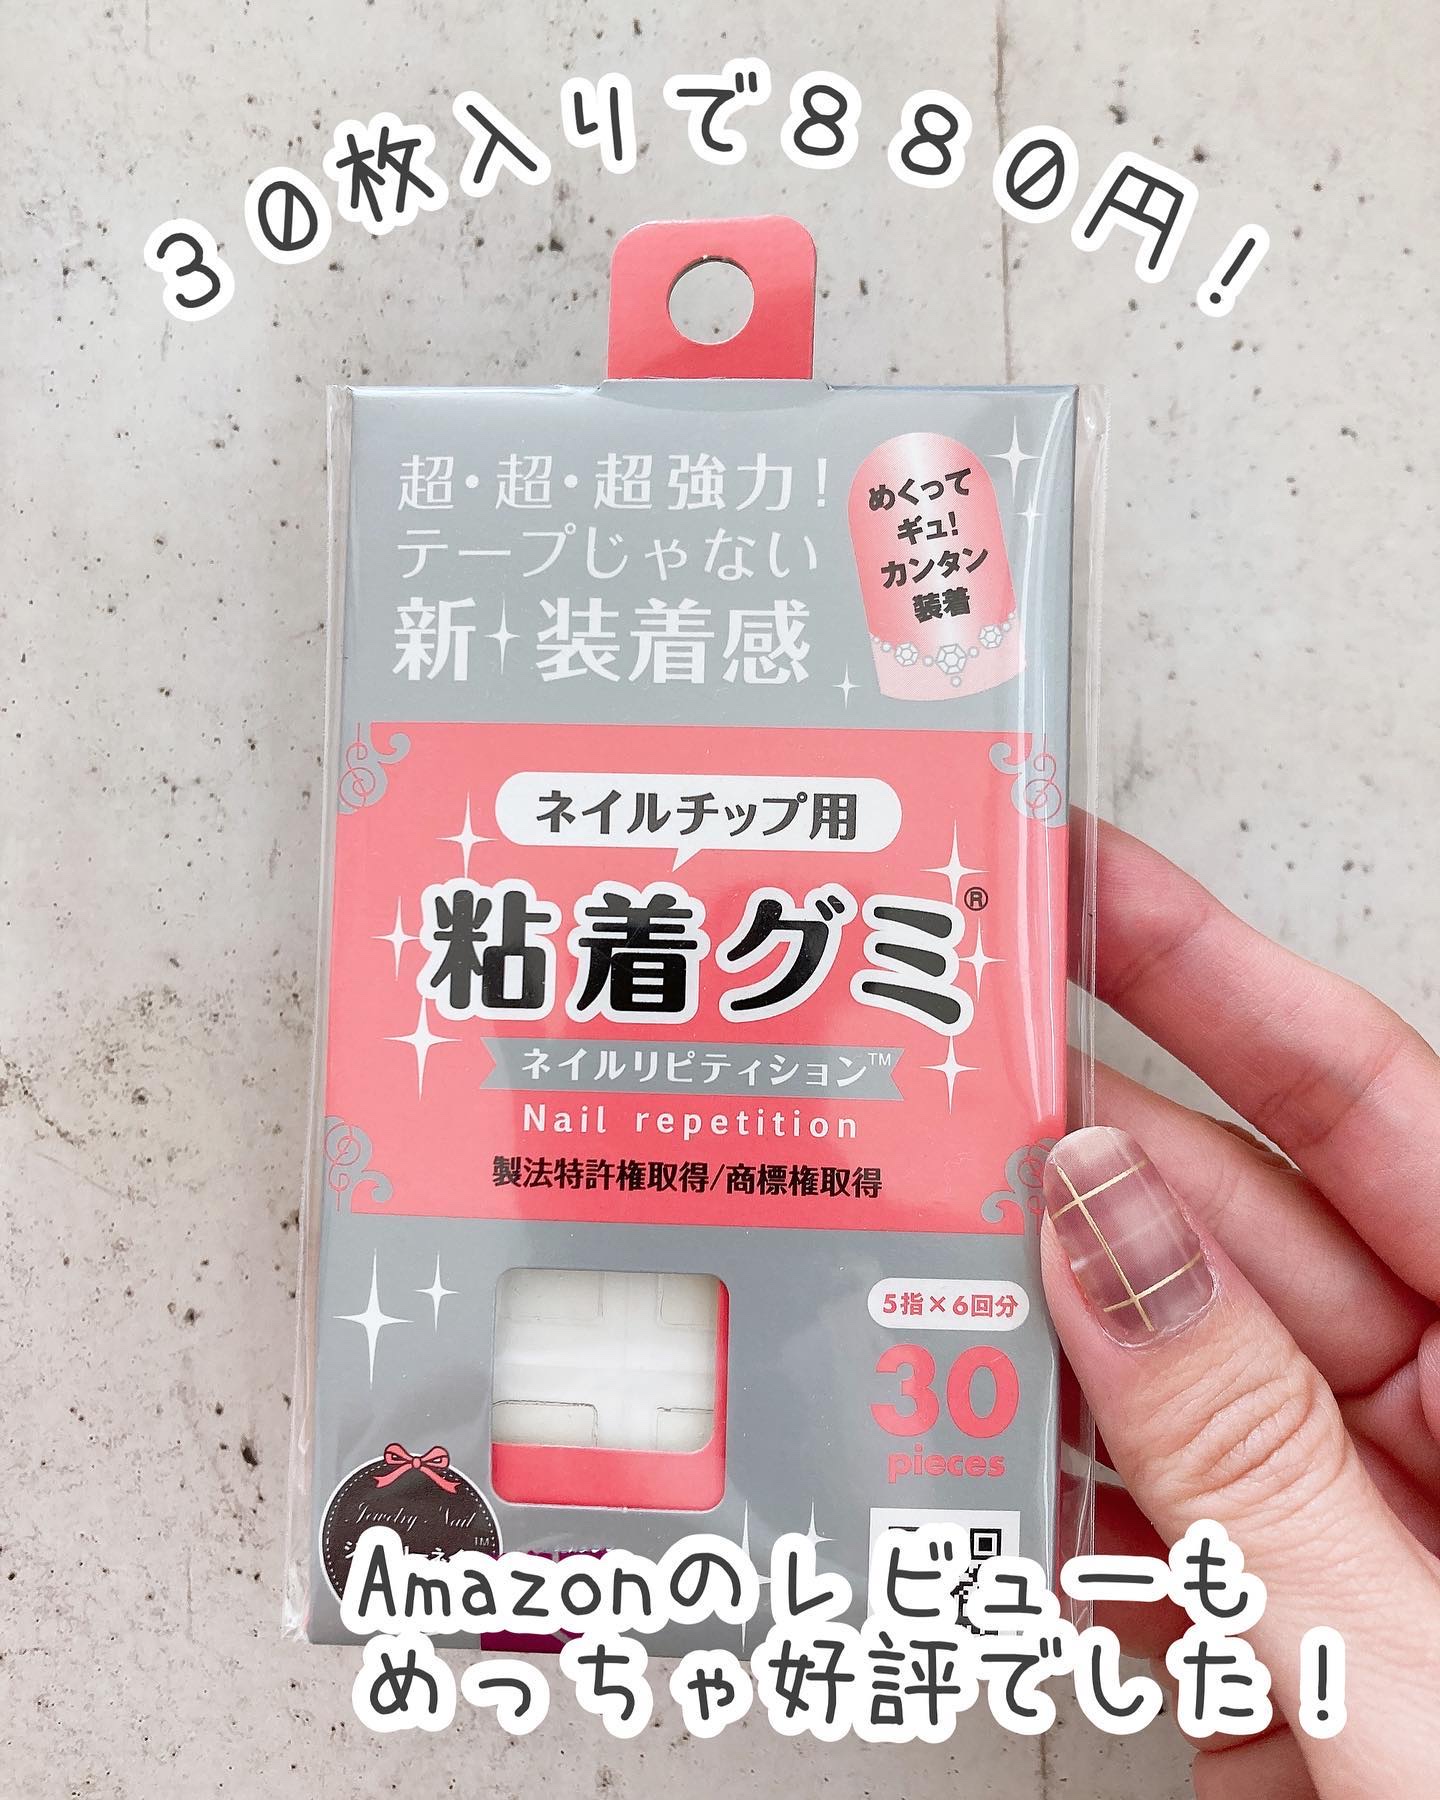 ３０枚入りで８８０円！
超・超・超強力！
テープじゃない
新装着感
めくって
ギュ！
カンタン
装着
ネイルチップ用
粘着グミ®
ネイルリピティション™
Nail repetition
製法特許権取得/商標権取得
5指×6回分
30
pieces
Jewelry Nail
Amazonのレビューも
めっちゃ好評でした！